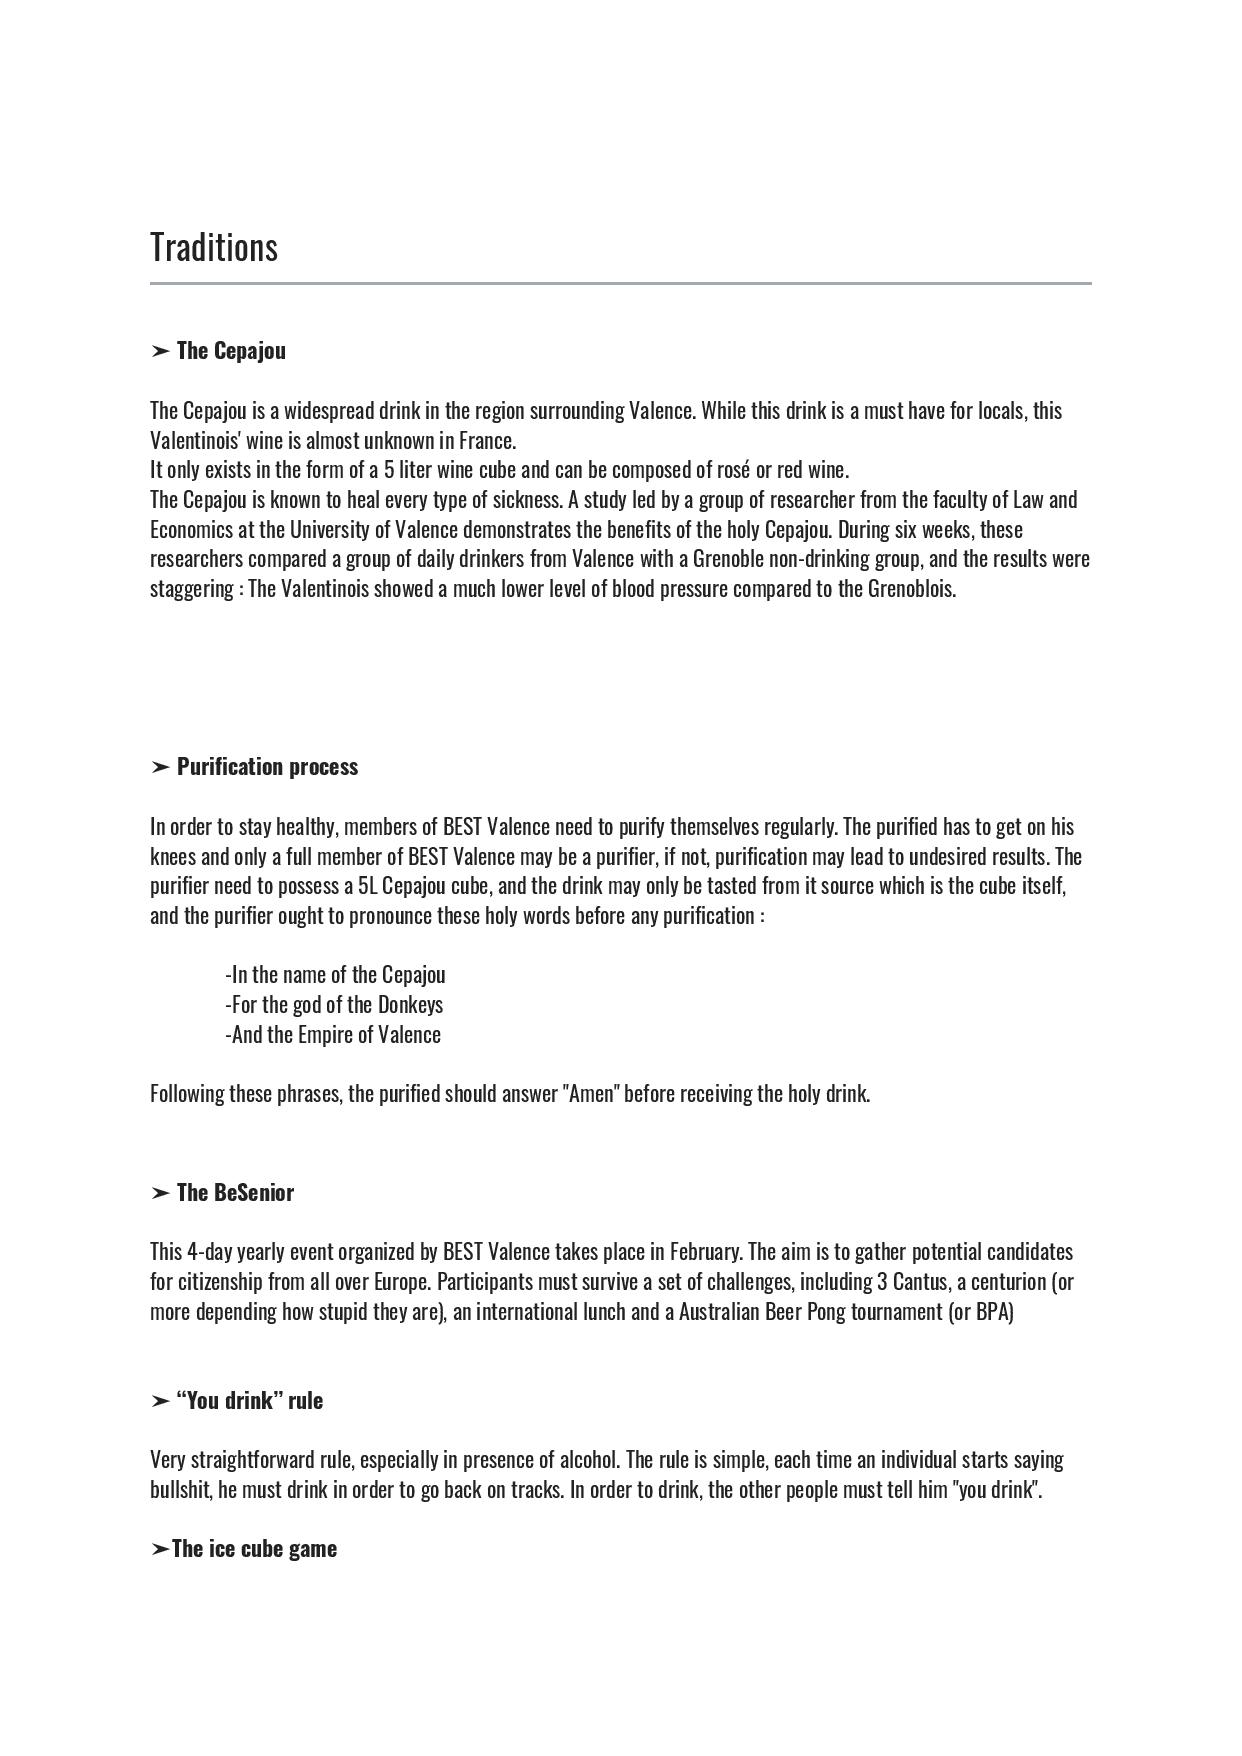 Traditions
➢ The Cepajou
The Cepajou is a widespread drink in the region surrounding Valence. While this drink is a must have for locals, this
Valentinois' wine is almost unknown in France.
It only exists in the form of a 5 liter wine cube and can be composed of rosé or red wine.
The Cepajou is known to heal every type of sickness. A study led by a group of researcher from the faculty of Law and
Economics at the University of Valence demonstrates the benefits of the holy Cepajou. During six weeks, these
researchers compared a group of daily drinkers from Valence with a Grenoble non-drinking group, and the results were
staggering : The Valentinois showed a much lower level of blood pressure compared to the Grenoblois.
➢ Purification process
In order to stay healthy, members of BEST Valence need to purify themselves regularly. The purified has to get on his
knees and only a full member of BEST Valence may be a purifier, if not, purification may lead to undesired results. The
purifier need to possess a 5L Cepajou cube, and the drink may only be tasted from it source which is the cube itself,
and the purifier ought to pronounce these holy words before any purification :
-In the name of the Cepajou
-For the god of the Donkeys
-And the Empire of Valence
Following these phrases, the purified should answer "Amen" before receiving the holy drink.
➢ The BeSenior
This 4-day yearly event organized by BEST Valence takes place in February. The aim is to gather potential candidates
for citizenship from all over Europe. Participants must survive a set of challenges, including 3 Cantus, a centurion (or
more depending how stupid they are), an international lunch and a Australian Beer Pong tournament (or BPA)
➢ “You drink” rule
Very straightforward rule, especially in presence of alcohol. The rule is simple, each time an individual starts saying
bullshit, he must drink in order to go back on tracks. In order to drink, the other people must tell him "you drink".
➢The ice cube game